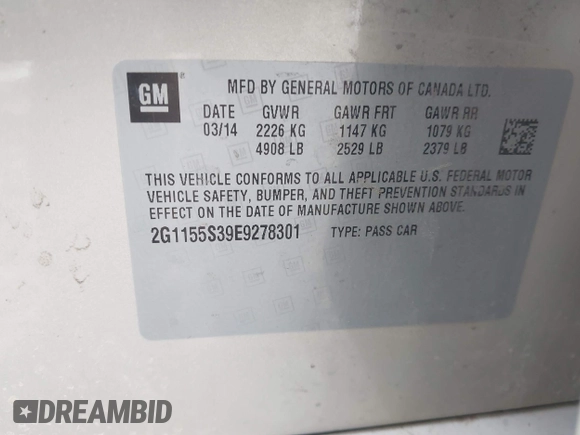 GM
MFD BY GENERAL MOTORS OF CANADA LTD.
DATE GVWR GAWR FRT GAWR RR
03/14 2226 KG 1147 KG 1079 KG
4908 LB 2529 LB 2379 LB
THIS VEHICLE CONFORMS TO ALL APPLICABLE U.S. FEDERAL MOTOR
VEHICLE SAFETY, BUMPER, AND THEFT PREVENTION STANDARDS IN
EFFECT ON THE DATE OF MANUFACTURE SHOWN ABOVE.
2G1155S39E9278301 TYPE: PASS CAR
DREAMBID